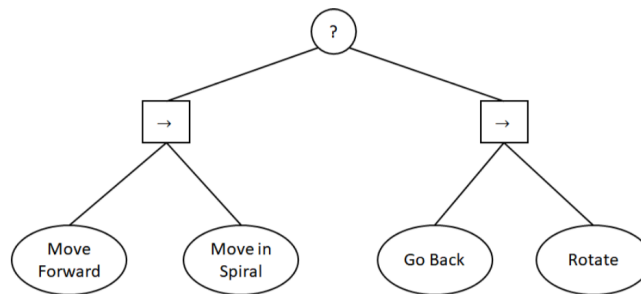 ?
→
→
Move
Forward
Move in
Spiral
Go Back
Rotate